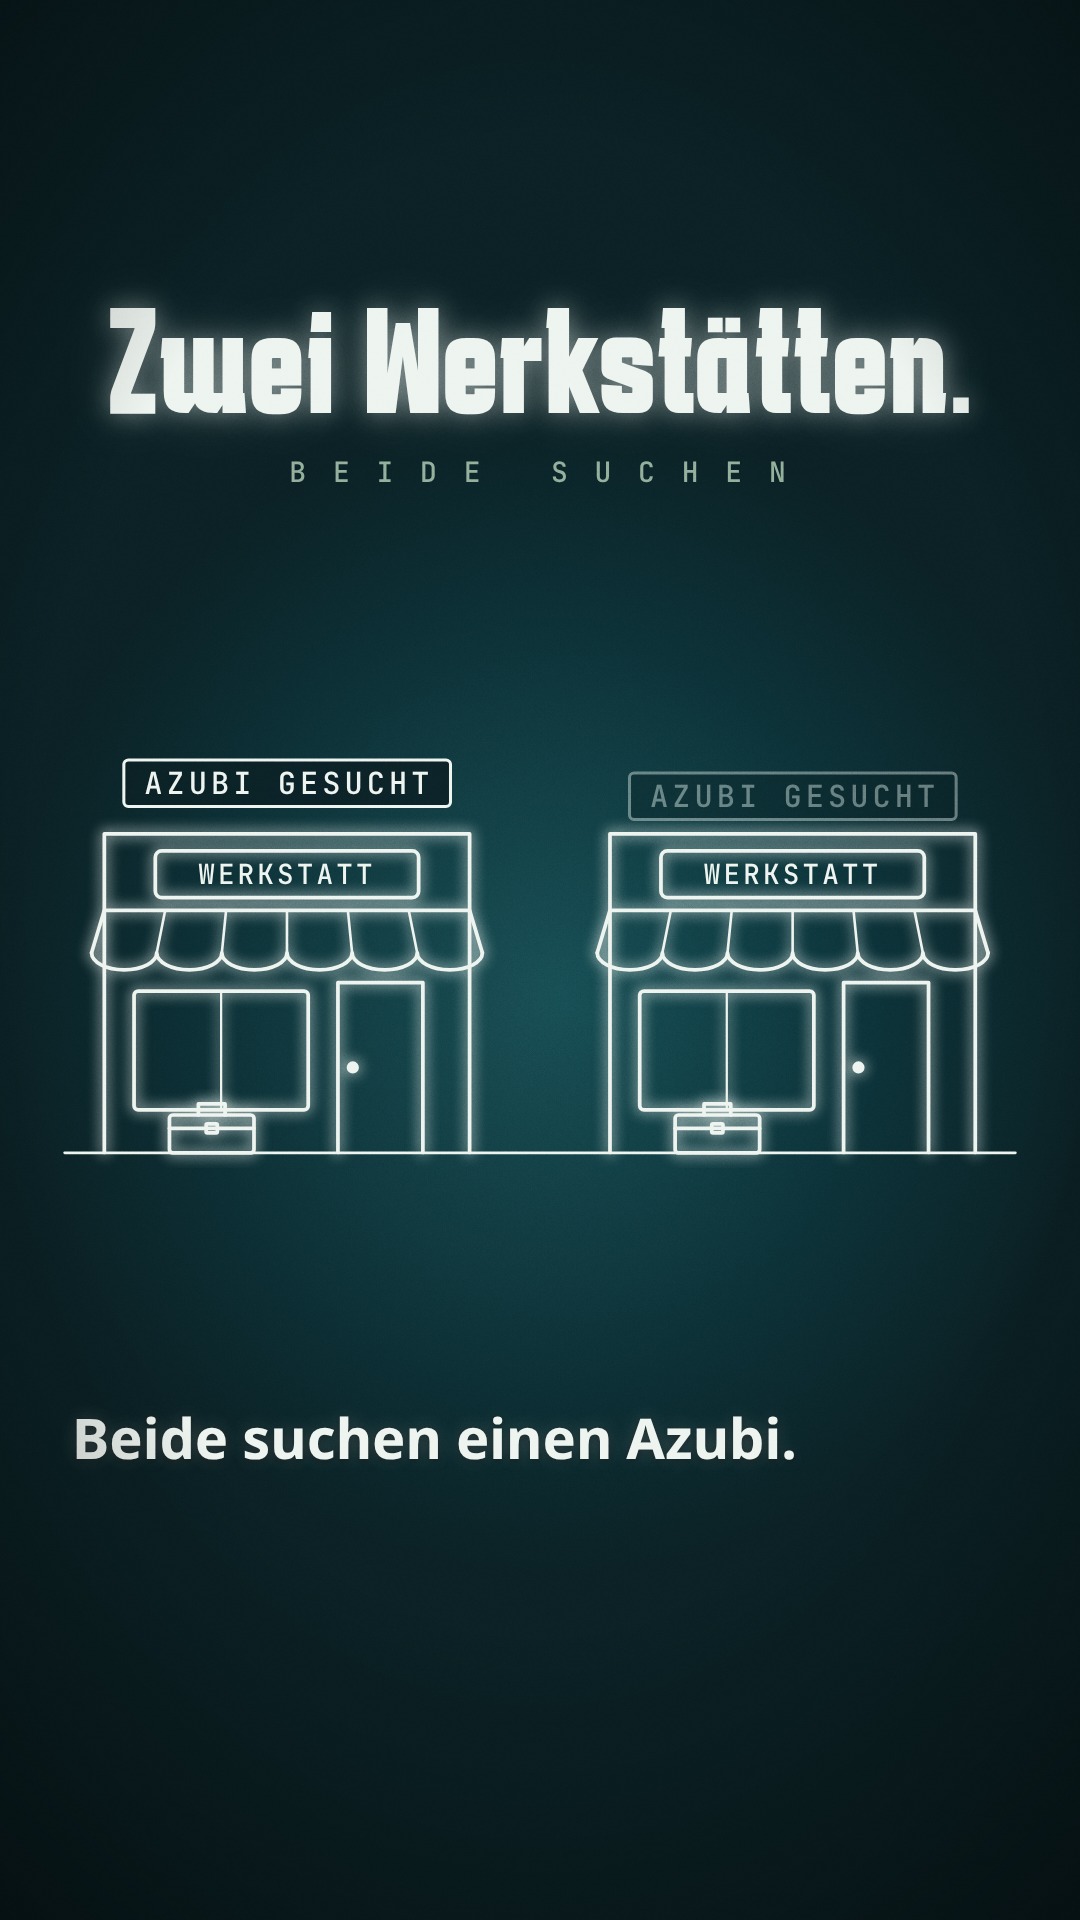 Zwei Werkstätten.
BEIDE SUCHEN
AZUBI GESUCHT
AZUBI GESUCHT
WERKSTATT
WERKSTATT
Beide suchen einen Azubi.